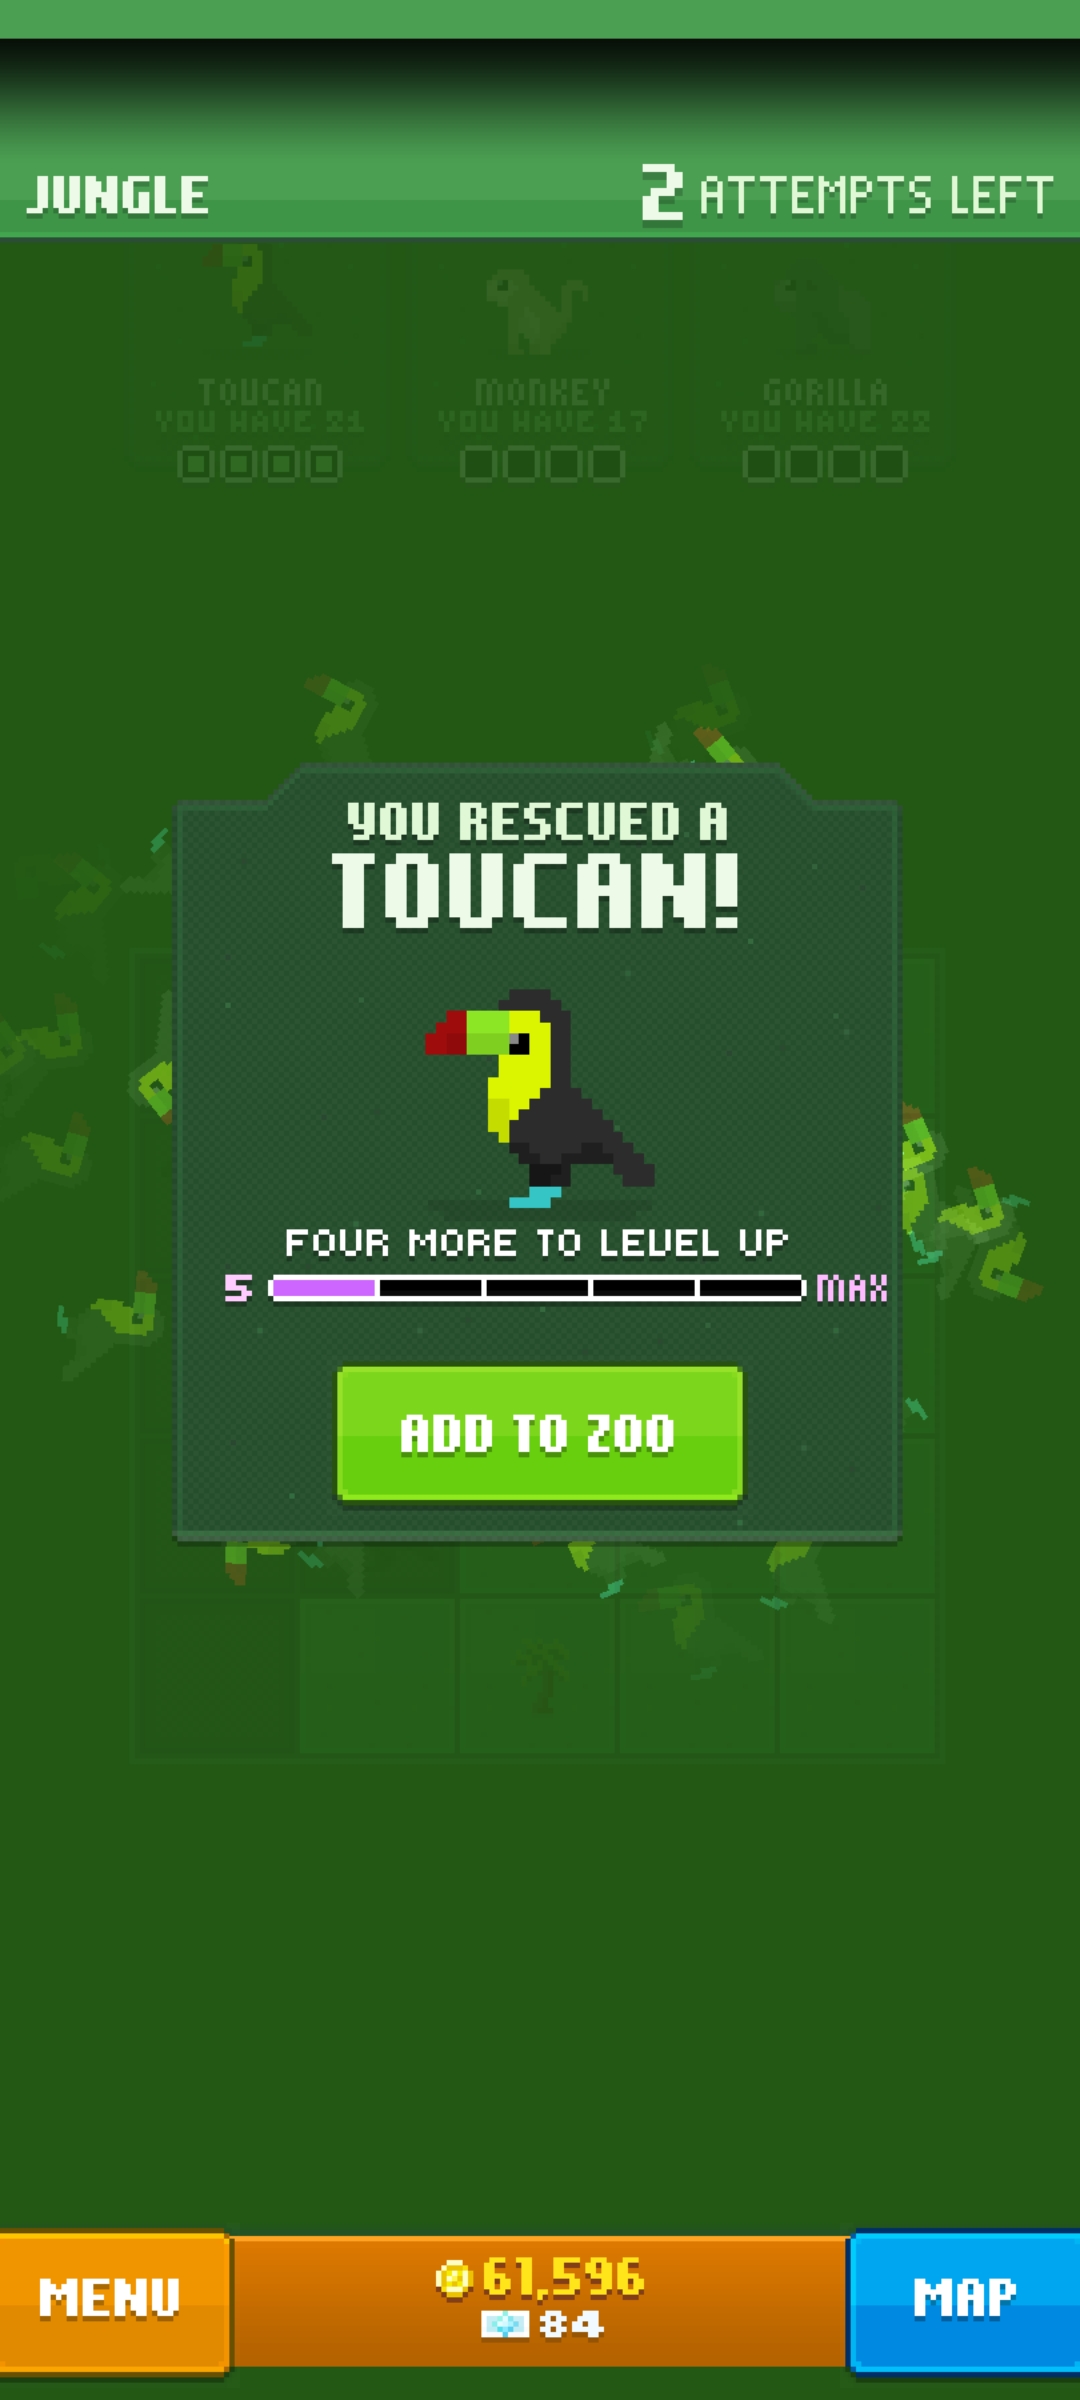 JUNGLE
2 ATTEMPTS LEFT
TOUCAN
MONKEY
GORILLA
YOU HAVE 21
YOU HAVE 17
YOU HAVE 22
YOU RESCUED A
TOUCAN!
FOUR MORE TO LEVEL UP
5
MAX
ADD TO ZOO
MENU
61,596
84
MAP